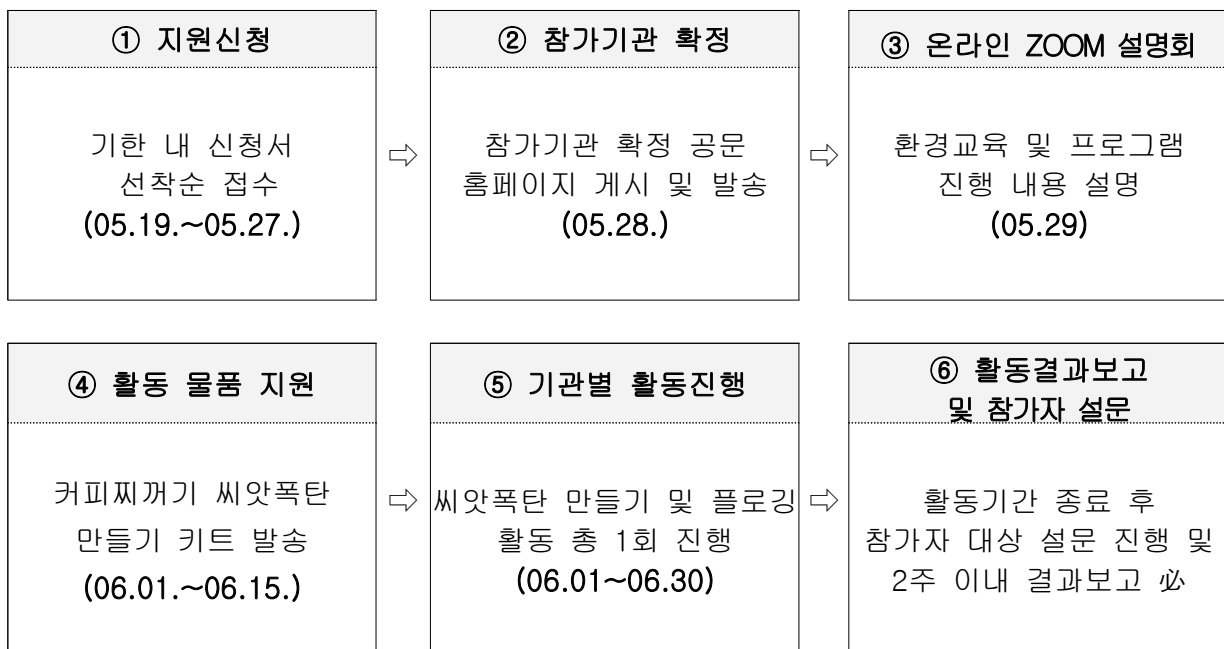 ① 지원신청
기한 내 신청서
선착순 접수
(05.19.~05.27.)
⇨
② 참가기관 확정
참가기관 확정 공문
홈페이지 게시 및 발송
(05.28.)
⇨
③ 온라인 ZOOM 설명회
환경교육 및 프로그램
진행 내용 설명
(05.29)
④ 활동 물품 지원
커피찌꺼기 씨앗폭탄
만들기 키트 발송
(06.01.~06.15.)
⇨
⑤ 기관별 활동진행
씨앗폭탄 만들기 및 플로깅
활동 총 1회 진행
(06.01~06.30)
⇨
⑥ 활동결과보고
및 참가자 설문
활동기간 종료 후
참가자 대상 설문 진행 및
2주 이내 결과보고 必